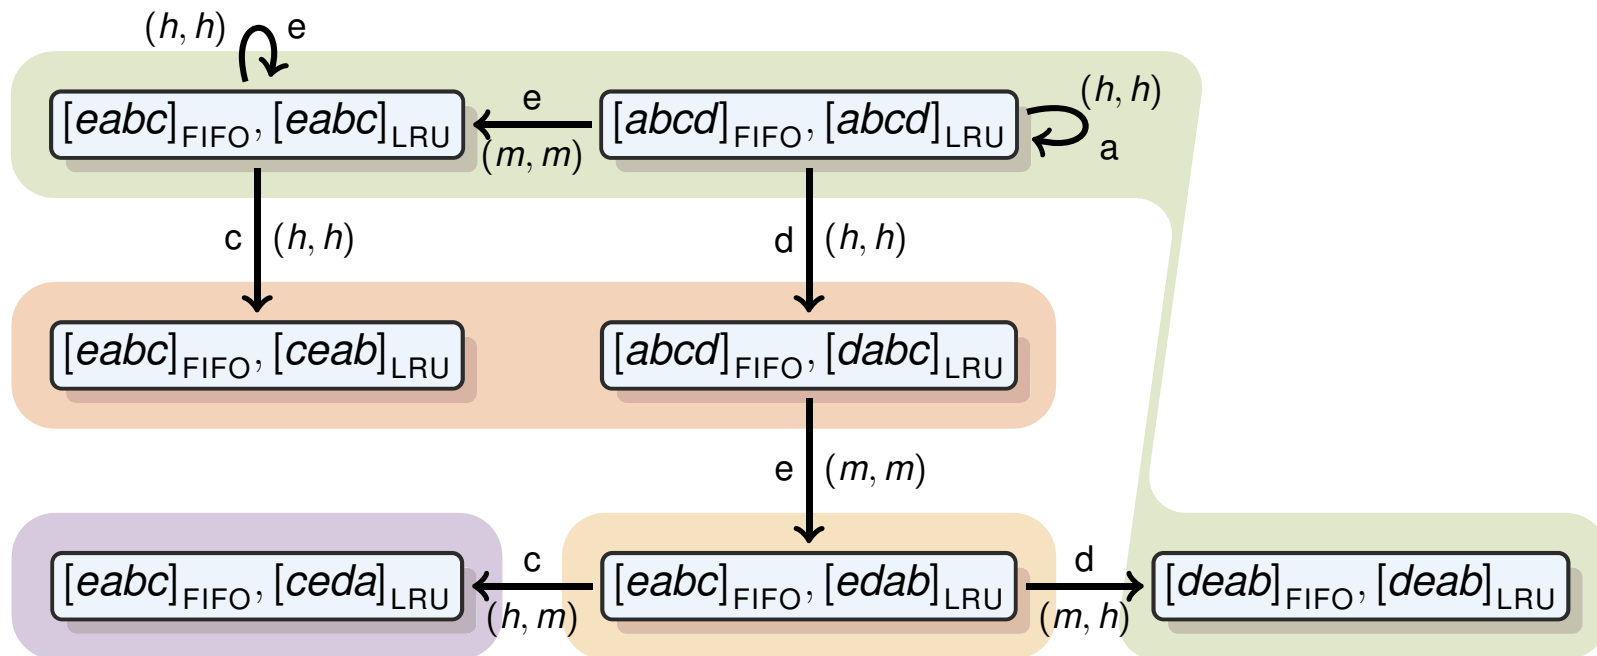 (h, h) e
(h, h)
[eabc]FIFO, [eabc]LRU
e
(m, m)
[abcd]FIFO, [abcd]LRU
a
c (h, h)
d (h, h)
[eabc]FIFO, [ceab]LRU
[abcd]FIFO, [dabc]LRU
e (m, m)
[eabc]FIFO, [ceda]LRU
c
(h, m)
[eabc]FIFO, [edab]LRU
d
(m, h)
[deab]FIFO, [deab]LRU